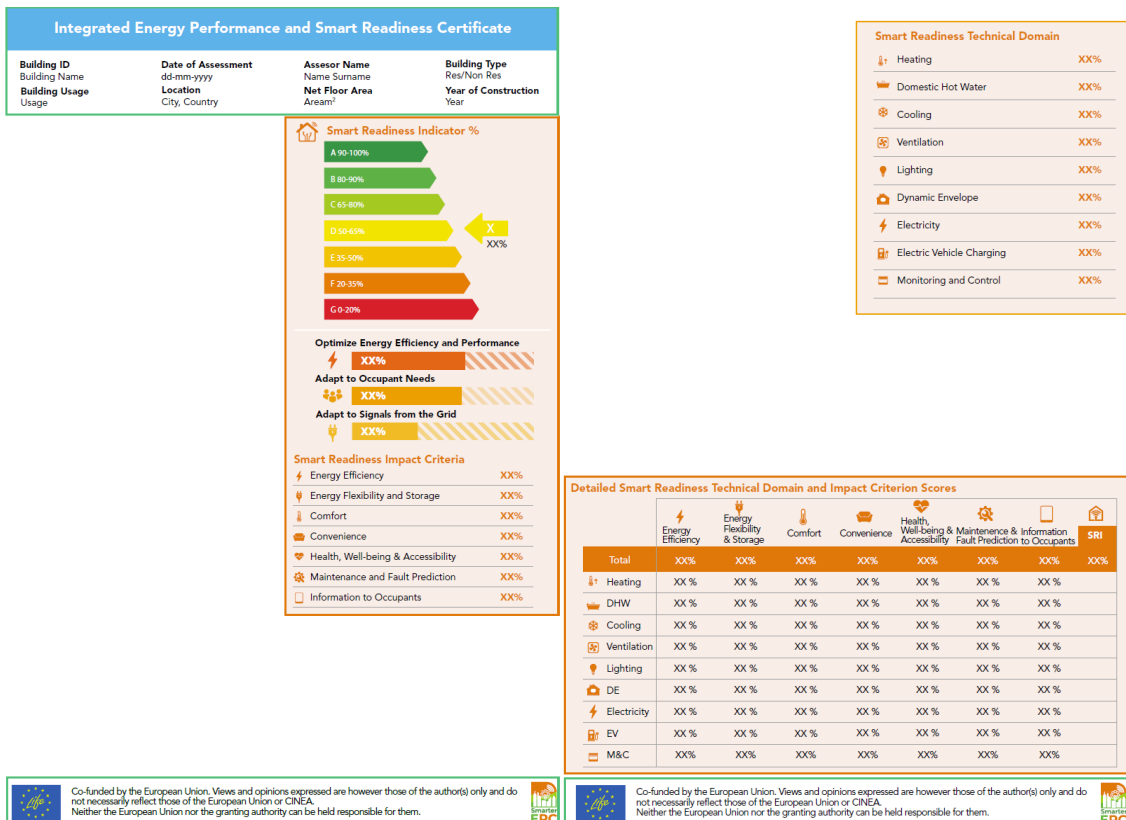 Integrated Energy Performance and Smart Readiness Certificate
Building ID
Building Name
Building Usage
Usage
Date of Assessment
dd-mm-yyyy
Location
City, Country
Assesor Name
Name Surname
Net Floor Area
Aream²
Building Type
Res/Non Res
Year of Construction
Year
Smart Readiness Indicator %
A 90-100%
B 80-90%
C 65-80%
D 50-65%
E 35-50%
F 20-35%
G 0-20%
X
XX%
Optimize Energy Efficiency and Performance
XX%
Adapt to Occupant Needs
XX%
Adapt to Signals from the Grid
XX%
Smart Readiness Impact Criteria
Energy Efficiency XX%
Energy Flexibility and Storage XX%
Comfort XX%
Convenience XX%
Health, Well-being & Accessibility XX%
Maintenance and Fault Prediction XX%
Information to Occupants XX%
Smart Readiness Technical Domain
Heating XX%
Domestic Hot Water XX%
Cooling XX%
Ventilation XX%
Lighting XX%
Dynamic Envelope XX%
Electricity XX%
Electric Vehicle Charging XX%
Monitoring and Control XX%
Detailed Smart Readiness Technical Domain and Impact Criterion Scores
Energy
Efficiency
Energy
Flexibility
& Storage
Comfort
Convenience
Health,
Well-being &
Accessibility
Maintenence &
Fault Prediction
Information
to Occupants
SRI
Total XX% XX% XX% XX% XX% XX% XX% XX%
Heating XX % XX % XX % XX % XX % XX % XX %
DHW XX % XX % XX % XX % XX % XX % XX %
Cooling XX % XX % XX % XX % XX % XX % XX %
Ventilation XX % XX % XX % XX % XX % XX % XX %
Lighting XX % XX % XX % XX % XX % XX % XX %
DE XX % XX % XX % XX % XX % XX % XX %
Electricity XX % XX % XX % XX % XX % XX % XX %
EV XX % XX % XX % XX % XX % XX % XX %
M&C XX% XX% XX% XX% XX% XX% XX%
Life
Co-funded by the European Union. Views and opinions expressed are however those of the author(s) only and do
not necessarily reflect those of the European Union or CINEA.
Neither the European Union nor the granting authority can be held responsible for them.
Smarter
EPC
Life
Co-funded by the European Union. Views and opinions expressed are however those of the author(s) only and do
not necessarily reflect those of the European Union or CINEA.
Neither the European Union nor the granting authority can be held responsible for them.
Smarter
EPC